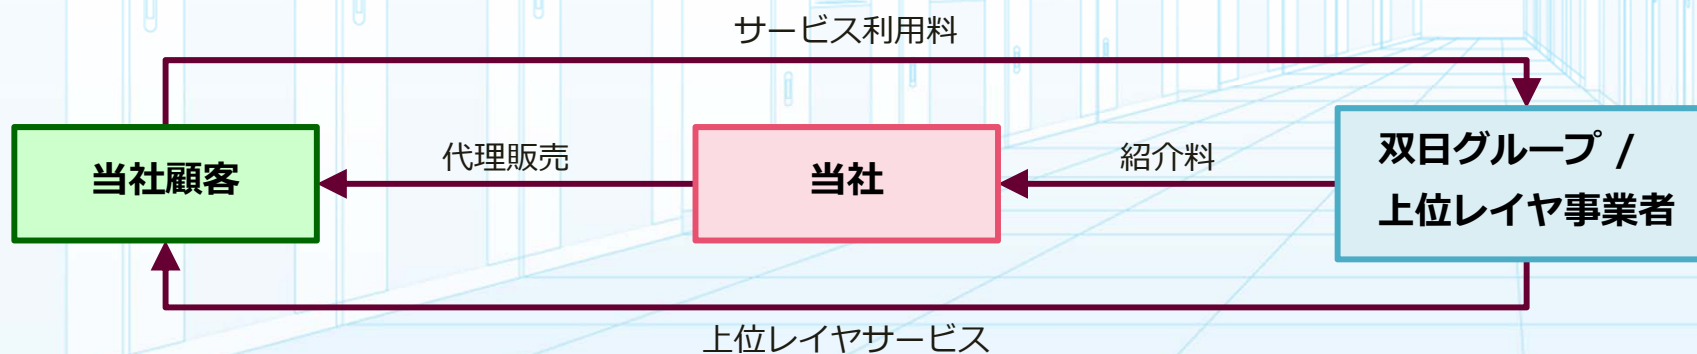 サービス利用料
当社顧客
代理販売
当社
紹介料
双日グループ /
上位レイヤ事業者
上位レイヤサービス